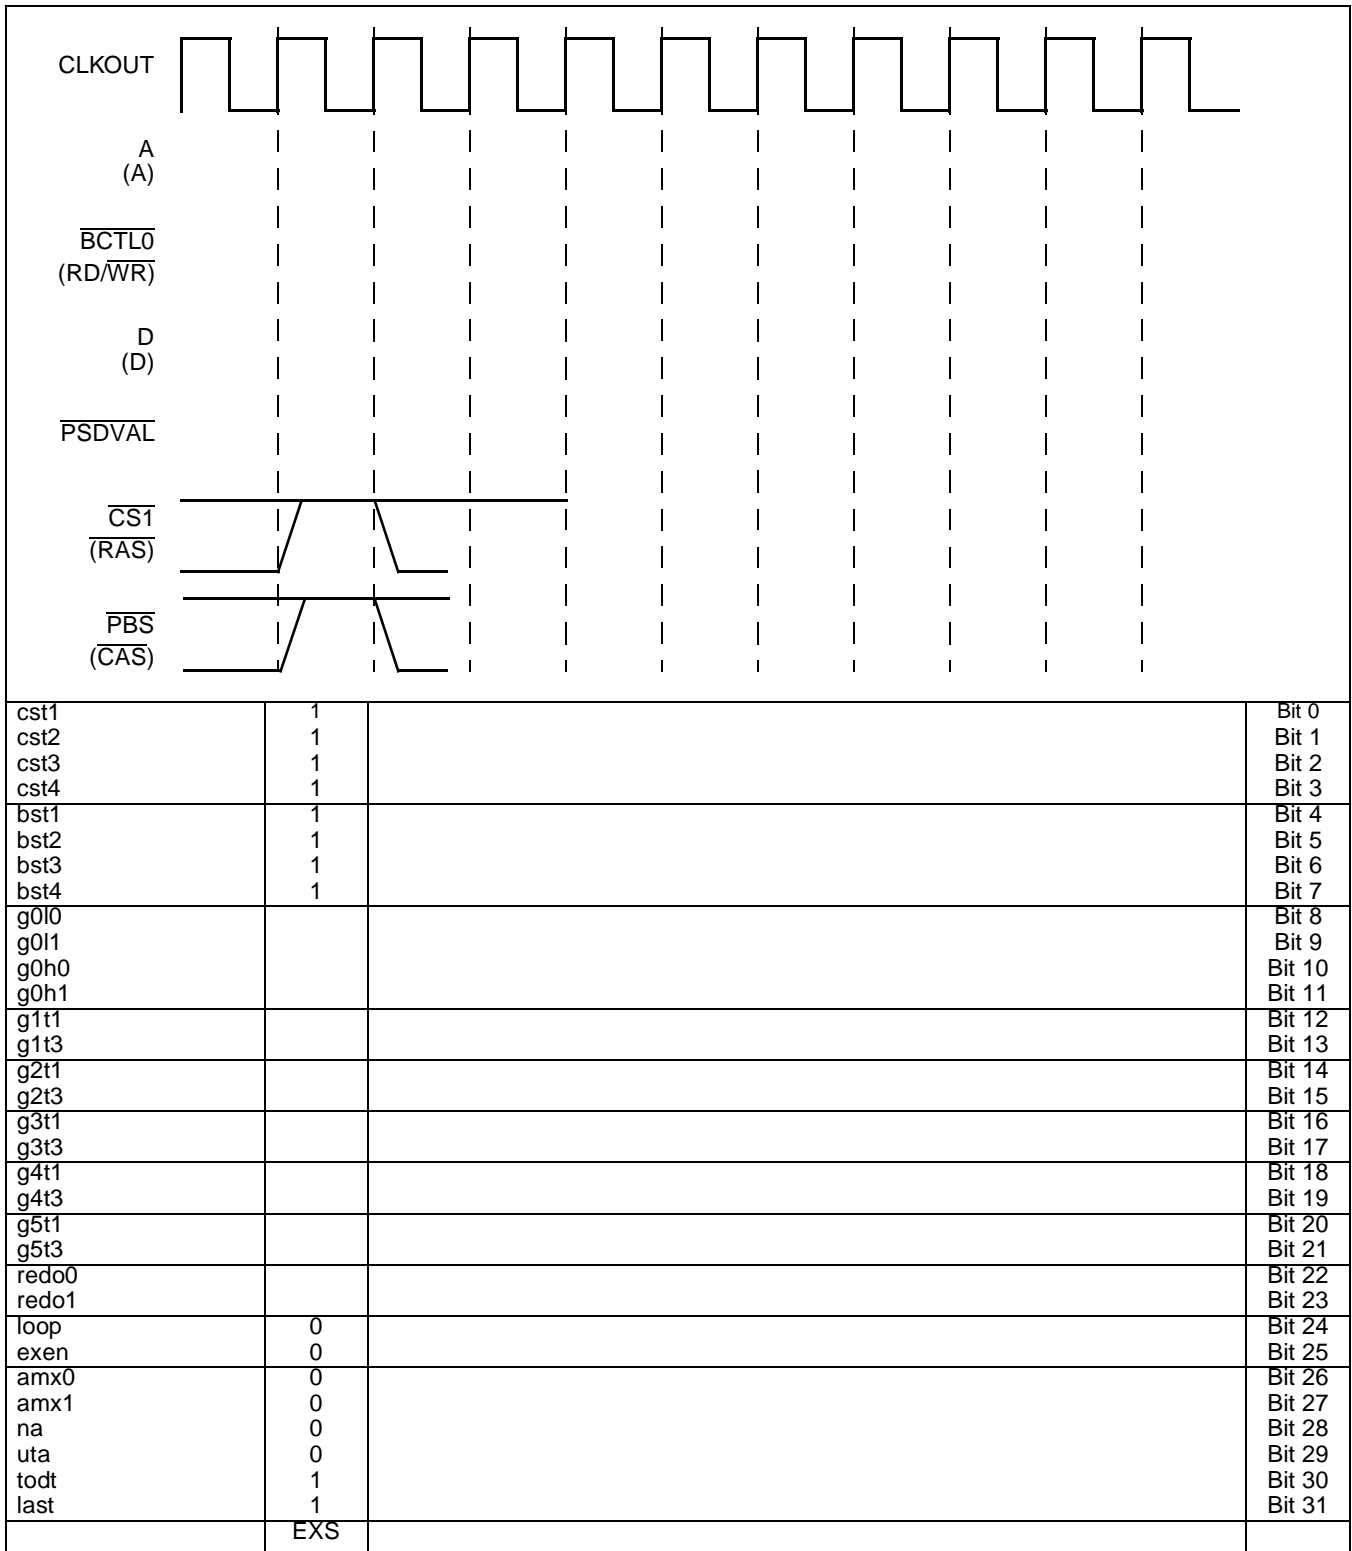 CLKOUT
A
(A)
BCTL0
(RD/WR)
D
(D)
PSDVAL
CS1
(RAS)
PBS
(CAS)
cst1 1 Bit 0
cst2 1 Bit 1
cst3 1 Bit 2
cst4 1 Bit 3
bst1 1 Bit 4
bst2 1 Bit 5
bst3 1 Bit 6
bst4 1 Bit 7
g0l0 Bit 8
g0l1 Bit 9
g0h0 Bit 10
g0h1 Bit 11
g1t1 Bit 12
g1t3 Bit 13
g2t1 Bit 14
g2t3 Bit 15
g3t1 Bit 16
g3t3 Bit 17
g4t1 Bit 18
g4t3 Bit 19
g5t1 Bit 20
g5t3 Bit 21
redo0 Bit 22
redo1 Bit 23
loop 0 Bit 24
exen 0 Bit 25
amx0 0 Bit 26
amx1 0 Bit 27
na 0 Bit 28
uta 0 Bit 29
todt 1 Bit 30
last 1 Bit 31
EXS